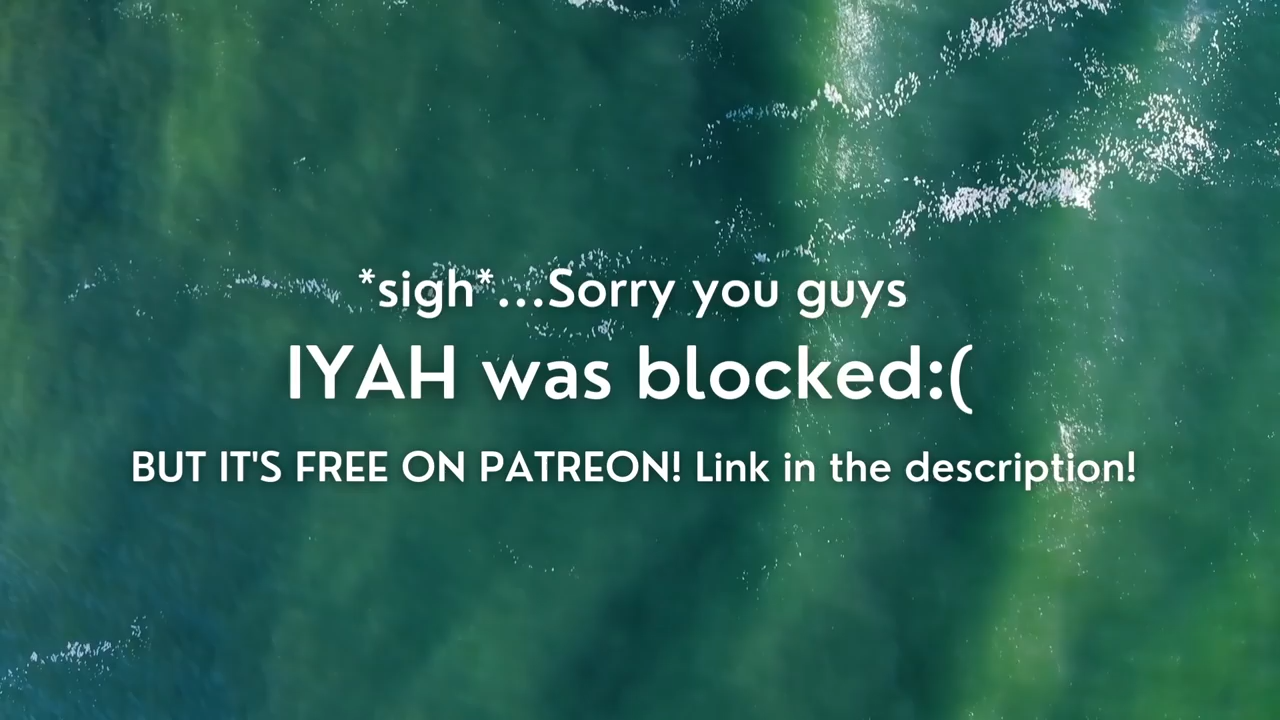 *sigh*...Sorry you guys
IYAH was blocked:(
BUT IT'S FREE ON PATREON! Link in the description!